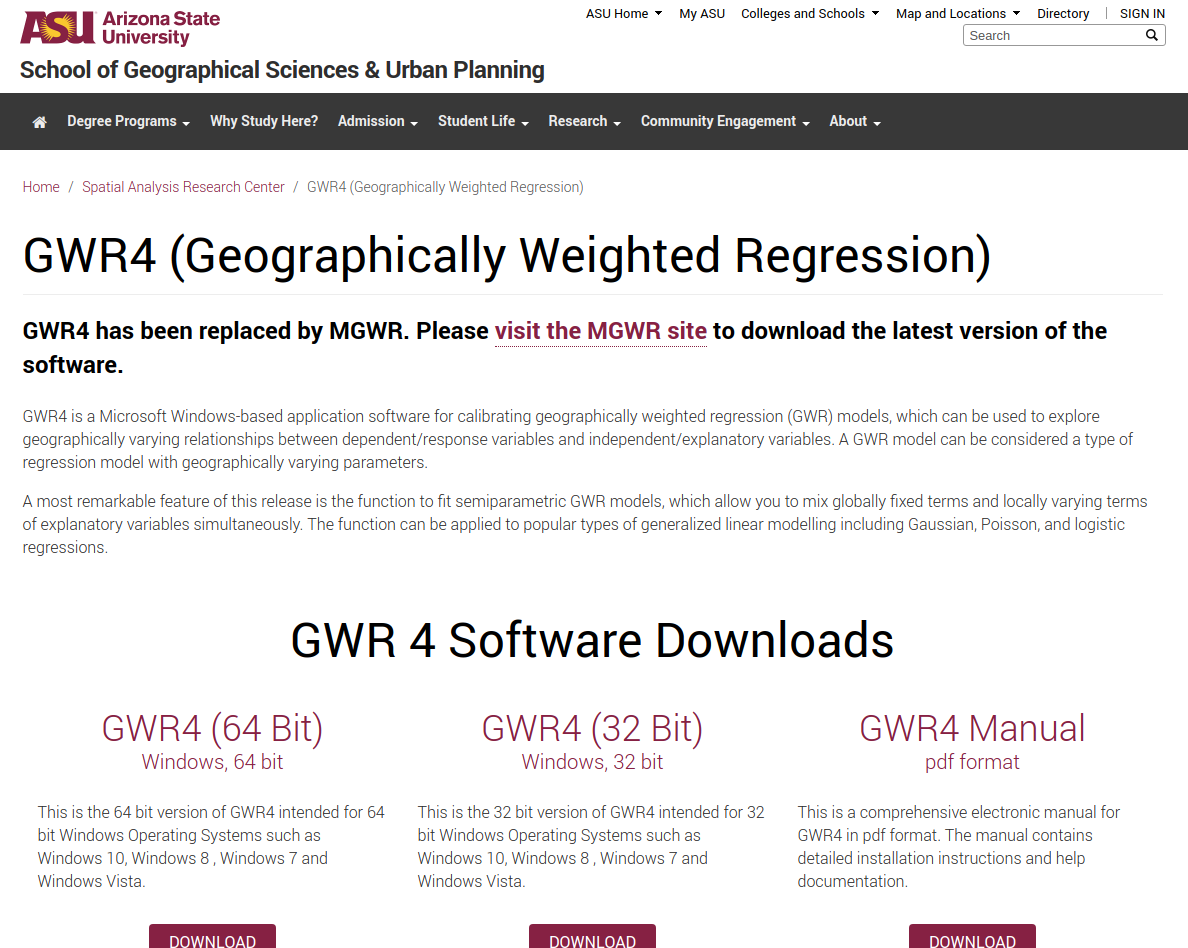 ASU Arizona State University
ASU Home My ASU Colleges and Schools Map and Locations Directory SIGN IN
Search
School of Geographical Sciences & Urban Planning
Degree Programs Why Study Here? Admission Student Life Research Community Engagement About
Home / Spatial Analysis Research Center / GWR4 (Geographically Weighted Regression)
GWR4 (Geographically Weighted Regression)
GWR4 has been replaced by MGWR. Please visit the MGWR site to download the latest version of the
software.
GWR4 is a Microsoft Windows-based application software for calibrating geographically weighted regression (GWR) models, which can be used to explore
geographically varying relationships between dependent/response variables and independent/explanatory variables. A GWR model can be considered a type of
regression model with geographically varying parameters.
A most remarkable feature of this release is the function to fit semiparametric GWR models, which allow you to mix globally fixed terms and locally varying terms
of explanatory variables simultaneously. The function can be applied to popular types of generalized linear modelling including Gaussian, Poisson, and logistic
regressions.
GWR 4 Software Downloads
GWR4 (64 Bit)
Windows, 64 bit
This is the 64 bit version of GWR4 intended for 64
bit Windows Operating Systems such as
Windows 10, Windows 8 , Windows 7 and
Windows Vista.
DOWNLOAD
GWR4 (32 Bit)
Windows, 32 bit
This is the 32 bit version of GWR4 intended for 32
bit Windows Operating Systems such as
Windows 10, Windows 8 , Windows 7 and
Windows Vista.
DOWNLOAD
GWR4 Manual
pdf format
This is a comprehensive electronic manual for
GWR4 in pdf format. The manual contains
detailed installation instructions and help
documentation.
DOWNLOAD